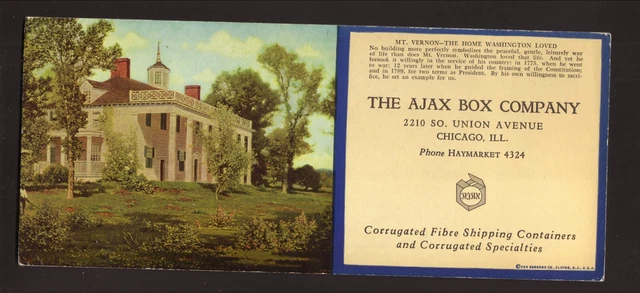 MT. VERNON—THE HOME WASHINGTON LOVED
No building more perfectly symbolizes the peaceful, gentle, leisurely way
of life than does Mt. Vernon. Washington loved that life. And yet he
forsook it willingly in the service of his country: in 1775, when he went
to war; 12 years later when he guided the framing of the Constitution;
and in 1789, for two terms as President. By his own willingness to sacri-
fice, he set an example for us.
THE AJAX BOX COMPANY
2210 SO. UNION AVENUE
CHICAGO, ILL.
Phone HAYMARKET 4324
AJAX
Corrugated Fibre Shipping Containers
and Corrugated Specialties